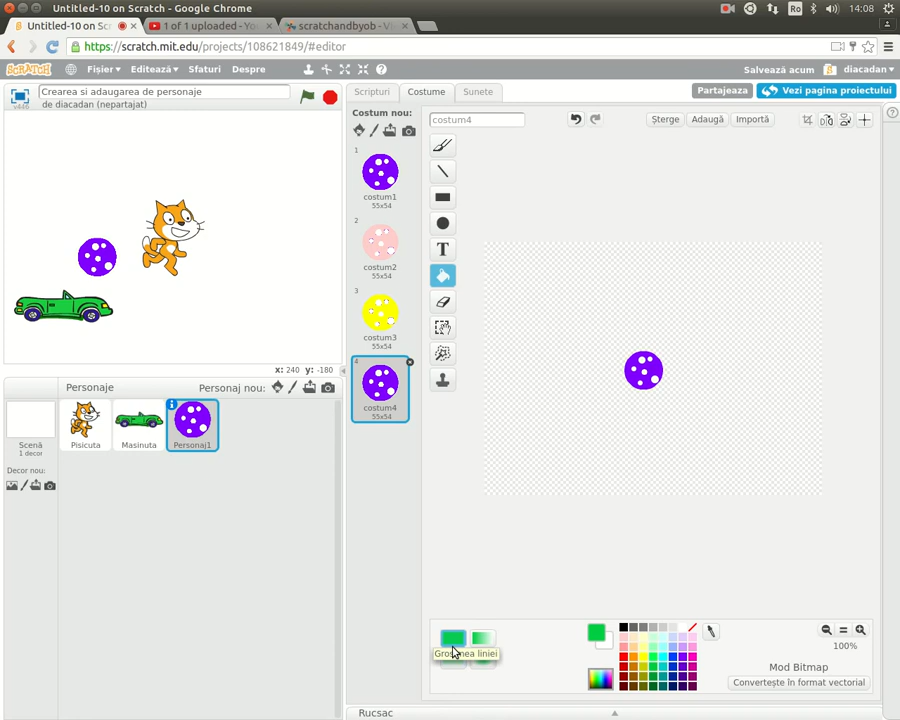 Untitled-10 on Scratch - Google Chrome
Ro
14:08
Untitled-10 on Scr
1 of 1 uploaded - Yo
scratchandbyob - Vi
https://scratch.mit.edu/projects/108621849/#editor
SCRATCH
Fișier
Editează
Sfaturi
Despre
Salvează acum
diacadan
Crearea si adaugarea de personaje
de diacadan (nepartajat)
v446
Scripturi
Costume
Sunete
Partajeaza
Vezi pagina proiectului
Costum nou:
costum4
Șterge
Adaugă
Importă
1
costum1
55x54
2
costum2
55x54
3
costum3
55x54
4
costum4
55x54
T
x: 240 y: -180
Personaje
Personaj nou:
Scenă
1 decor
Decor nou:
Pisicuta
Masinuta
Personaj1
Grosimea liniei
100%
Mod Bitmap
Convertește în format vectorial
Rucsac